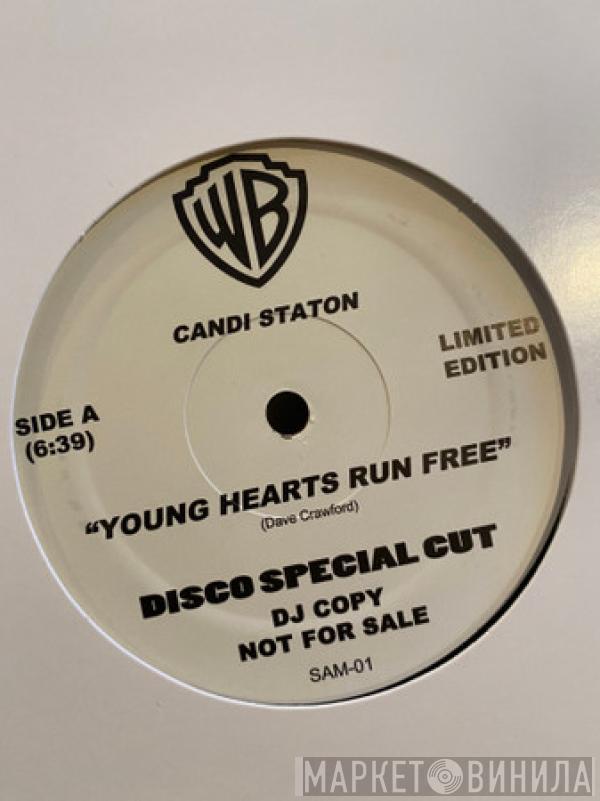 WB
CANDI STATON
LIMITED
EDITION
SIDE A
(6:39)
“YOUNG HEARTS RUN FREE”
(Dave Crawford)
DISCO SPECIAL CUT
DJ COPY
NOT FOR SALE
SAM-01
МАРКЕТ ВИНИЛА